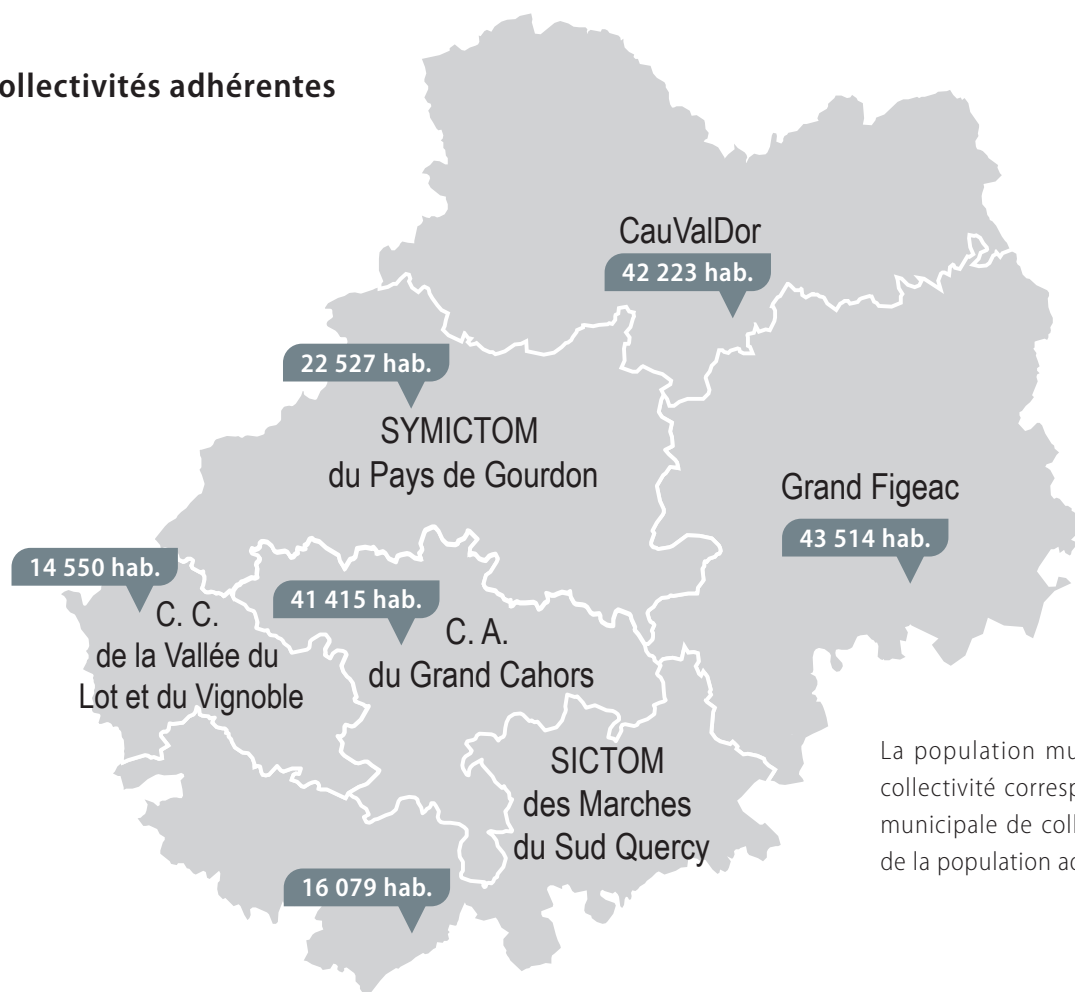 ollectivités adhérentes
CauValDor
42 223 hab.
22 527 hab.
SYMICTOM
du Pays de Gourdon
Grand Figeac
43 514 hab.
14 550 hab.
C. C.
de la Vallée du
Lot et du Vignoble
41 415 hab.
C. A.
du Grand Cahors
SICTOM
des Marches
du Sud Quercy
16 079 hab.
La population mu
collectivité corresp
municipale de coll
de la population a